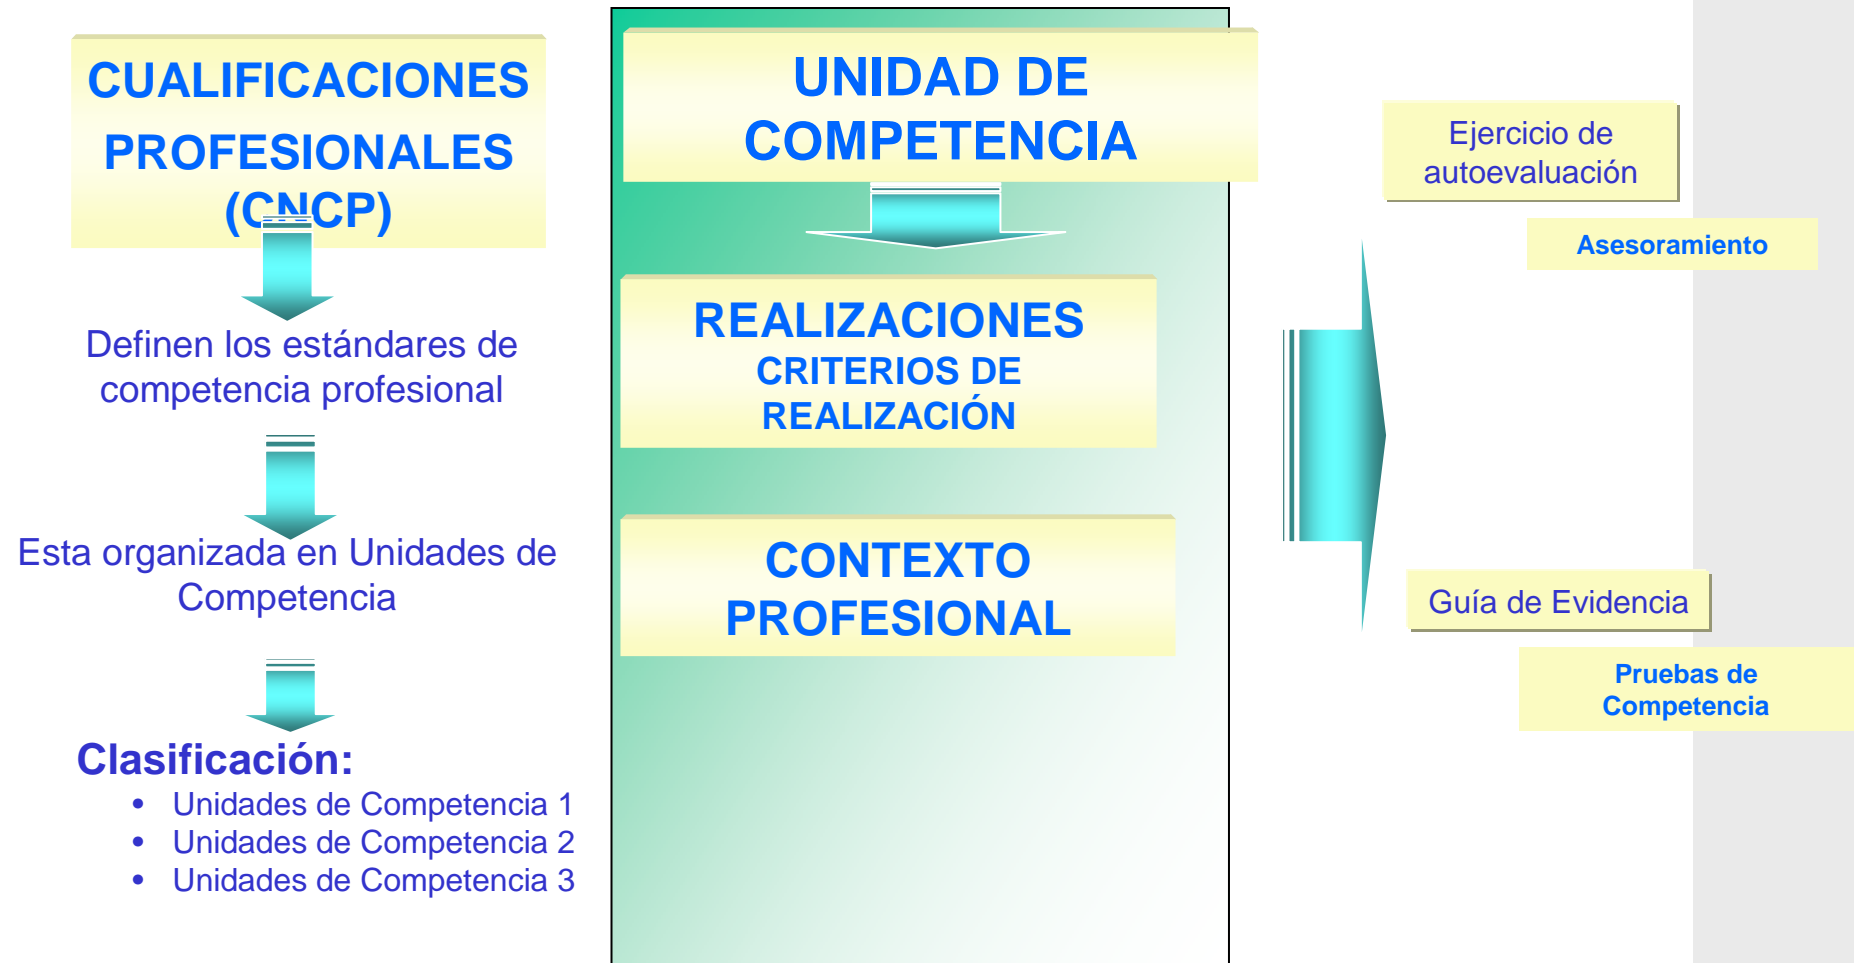 CUALIFICACIONES
PROFESIONALES
(CNCP)
Definen los estándares de
competencia profesional
Esta organizada en Unidades de
Competencia
Clasificación:
• Unidades de Competencia 1
• Unidades de Competencia 2
• Unidades de Competencia 3
UNIDAD DE
COMPETENCIA
REALIZACIONES
CRITERIOS DE
REALIZACIÓN
CONTEXTO
PROFESIONAL
Ejercicio de
autoevaluación
Asesoramiento
Guía de Evidencia
Pruebas de
Competencia